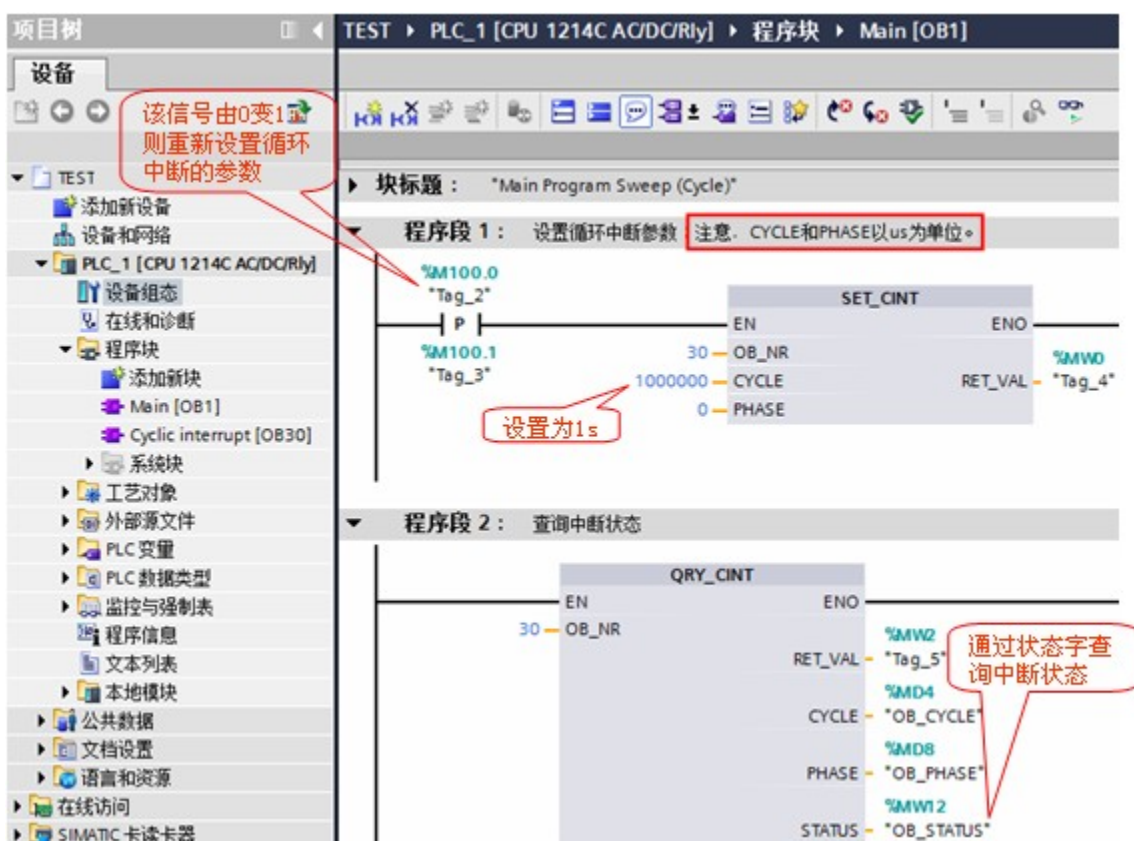 项目树
设备
该信号由0变1
则重新设置循环
中断的参数
TEST
添加新设备
设备和网络
PLC_1 [CPU 1214C AC/DC/Rly]
设备组态
在线和诊断
程序块
添加新块
Main [OB1]
Cyclic interrupt [OB30]
系统块
工艺对象
外部源文件
PLC 变量
PLC 数据类型
监控与强制表
程序信息
文本列表
本地模块
公共数据
文档设置
语言和资源
在线访问
SIMATIC 卡读卡器
TEST ▸ PLC_1 [CPU 1214C AC/DC/Rly] ▸ 程序块 ▸ Main [OB1]
块标题: "Main Program Sweep (Cycle)"
程序段 1: 设置循环中断参数 注意. CYCLE和PHASE以us为单位。
%M100.0
"Tag_2"
P
%M100.1
"Tag_3"
SET_CINT
EN ENO
30 OB_NR
1000000 CYCLE
0 PHASE
RET_VAL
%MW0
"Tag_4"
设置为1s
程序段 2: 查询中断状态
QRY_CINT
EN ENO
30 OB_NR
RET_VAL
%MW2
"Tag_5"
CYCLE
%MD4
"OB_CYCLE"
PHASE
%MD8
"OB_PHASE"
STATUS
%MW12
"OB_STATUS"
通过状态字查
询中断状态